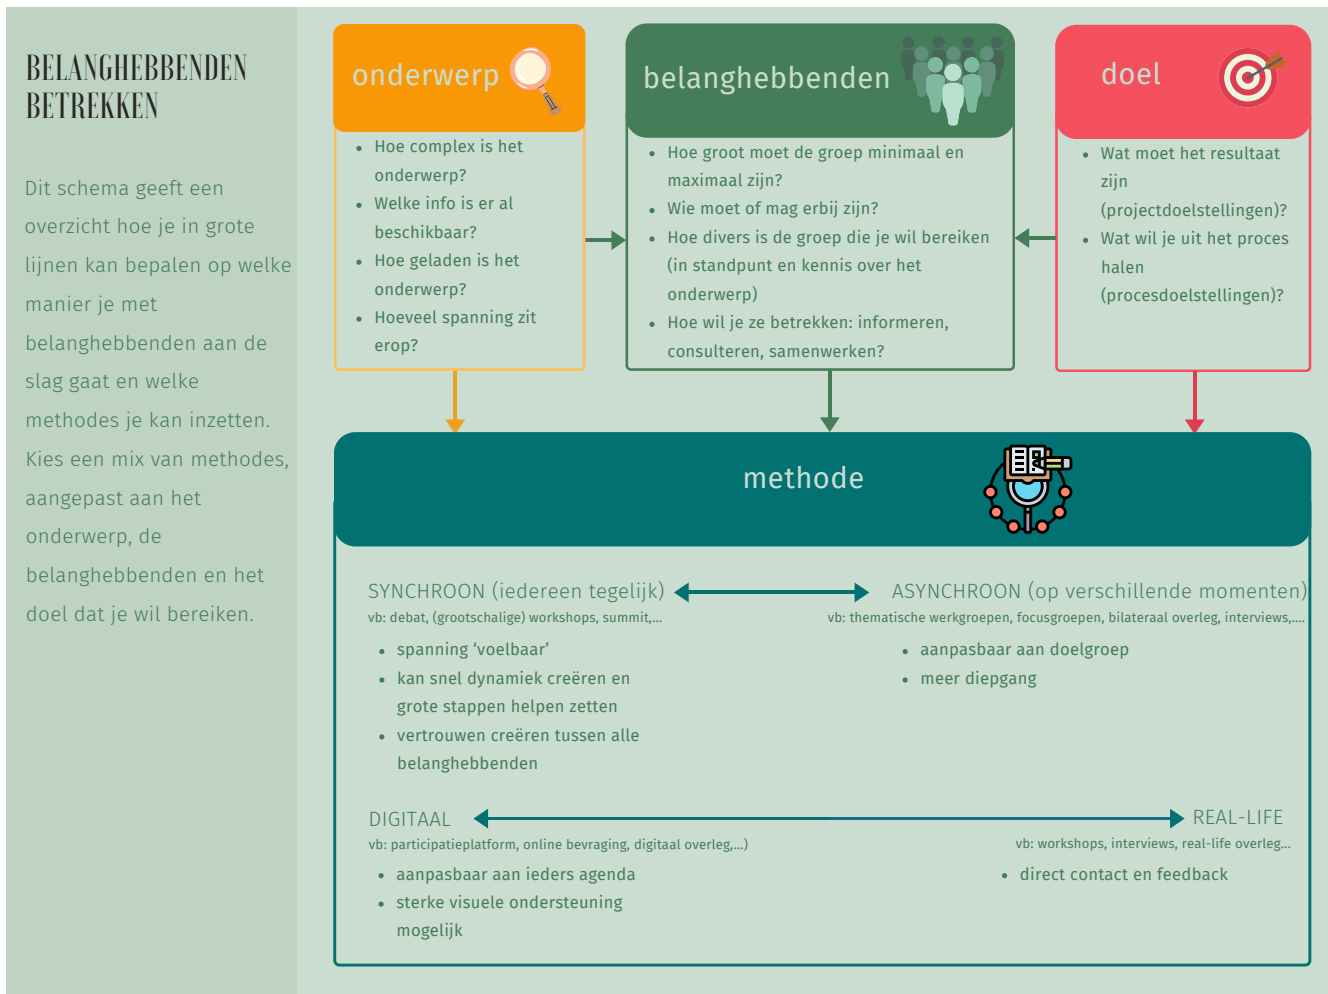 BELANGHEBBENDEN
BETREKKEN
Dit schema geeft een
overzicht hoe je in grote
lijnen kan bepalen op welke
manier je met
belanghebbenden aan de
slag gaat en welke
methodes je kan inzetten.
Kies een mix van methodes,
aangepast aan het
onderwerp, de
belanghebbenden en het
doel dat je wil bereiken.
onderwerp
• Hoe complex is het
onderwerp?
• Welke info is er al
beschikbaar?
• Hoe geladen is het
onderwerp?
• Hoeveel spanning zit
erop?
belanghebbenden
• Hoe groot moet de groep minimaal en
maximaal zijn?
• Wie moet of mag erbij zijn?
• Hoe divers is de groep die je wil bereiken
(in standpunt en kennis over het
onderwerp)
• Hoe wil je ze betrekken: informeren,
consulteren, samenwerken?
doel
• Wat moet het resultaat
zijn
(projectdoelstellingen)?
• Wat wil je uit het proces
halen
(procesdoelstellingen)?
methode
SYNCHROON (iedereen tegelijk)
vb: debat, (grootschalige) workshops, summit,...
• spanning ‘voelbaar’
• kan snel dynamiek creëren en
grote stappen helpen zetten
• vertrouwen creëren tussen alle
belanghebbenden
ASYNCHROON (op verschillende momenten)
vb: thematische werkgroepen, focusgroepen, bilateraal overleg, interviews,....
• aanpasbaar aan doelgroep
• meer diepgang
DIGITAAL
vb: participatieplatform, online bevraging, digitaal overleg,...)
• aanpasbaar aan ieders agenda
• sterke visuele ondersteuning
mogelijk
REAL-LIFE
vb: workshops, interviews, real-life overleg...
• direct contact en feedback